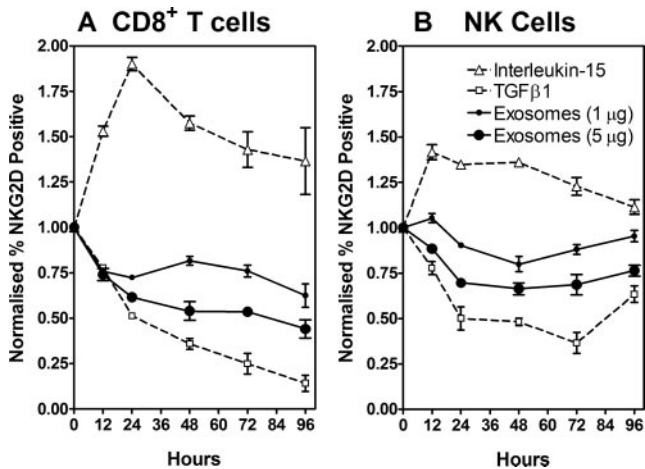 A CD8+ T cells
Normalised % NKG2D Positive
2.00
1.75
1.50
1.25
1.00
0.75
0.50
0.25
0.00
0 12 24 36 48 60 72 84 96
Hours
B NK Cells
Interleukin-15
TGFβ1
Exosomes (1 μg)
Exosomes (5 μg)
Normalised % NKG2D Positive
2.00
1.75
1.50
1.25
1.00
0.75
0.50
0.25
0.00
0 12 24 36 48 60 72 84 96
Hours